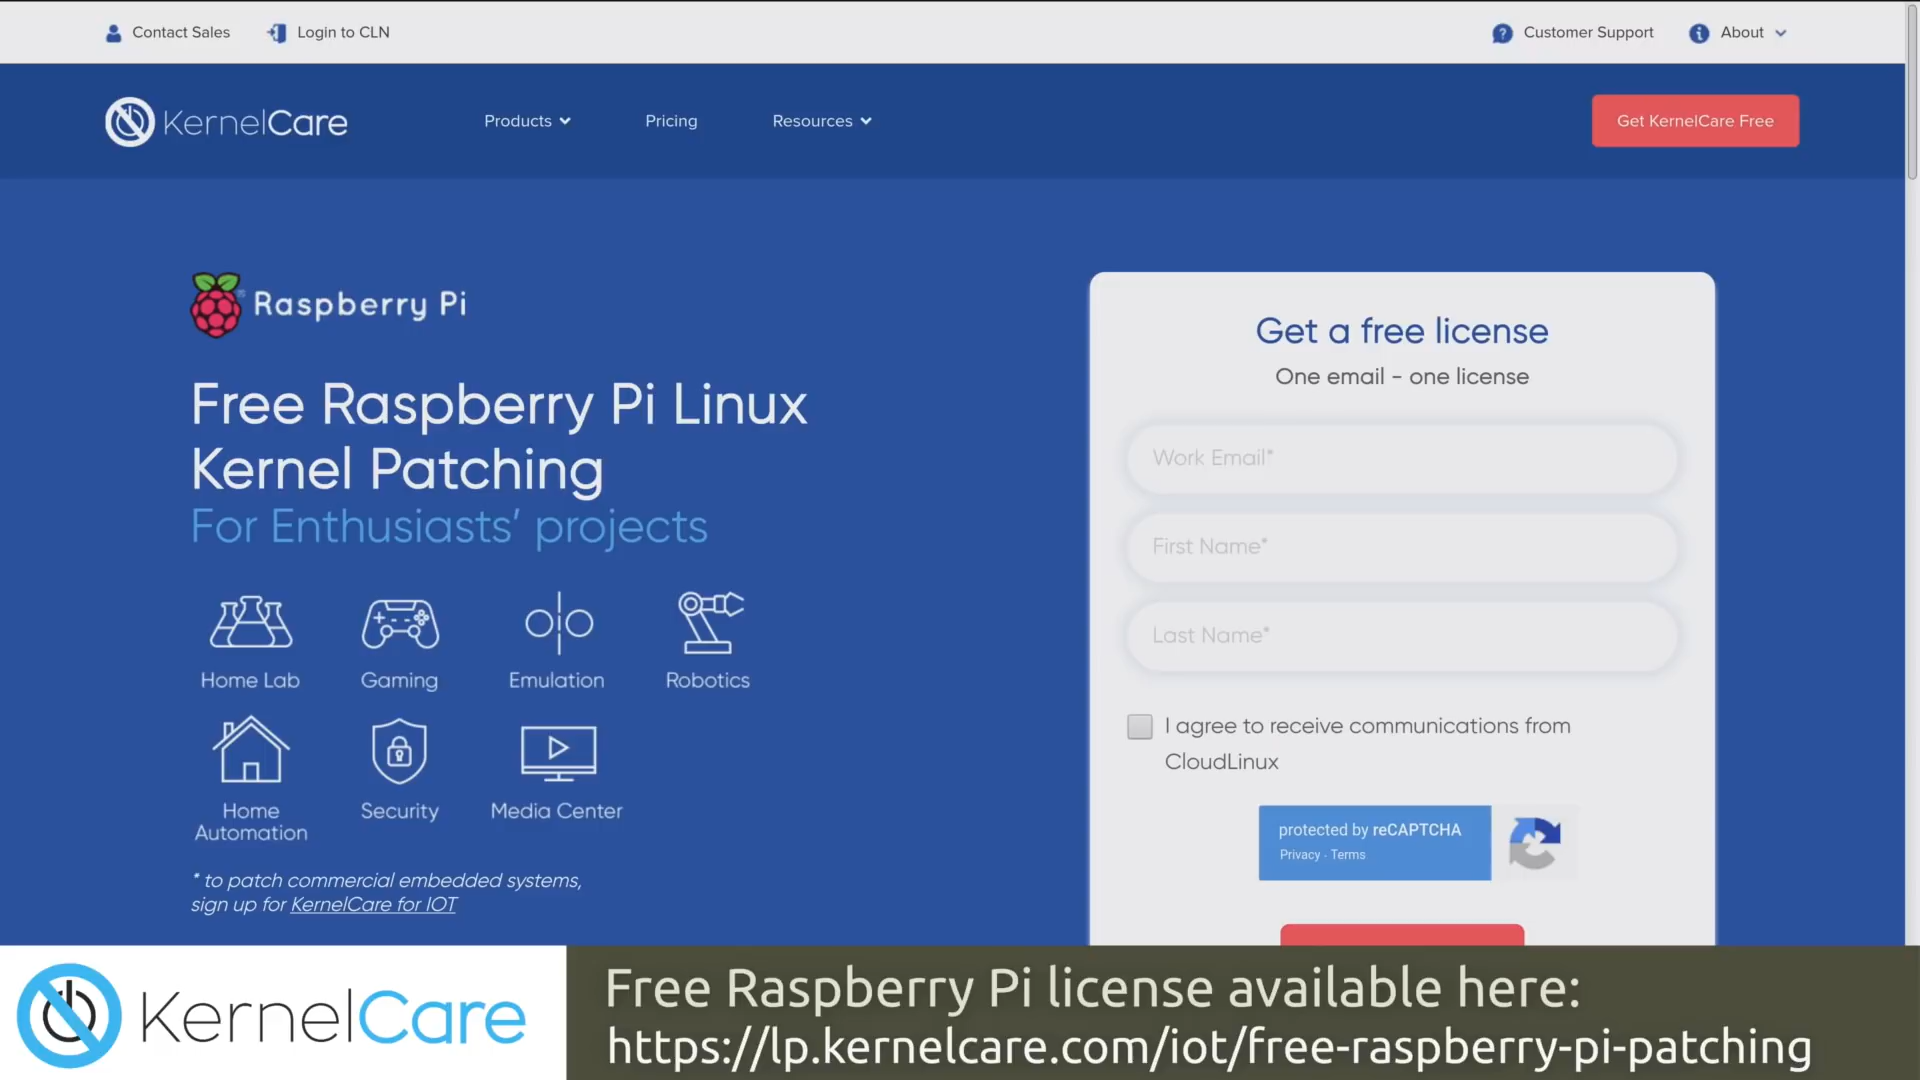 Contact Sales
Login to CLN
Customer Support
About
KernelCare
Products
Pricing
Resources
Get KernelCare Free
Raspberry Pi
Free Raspberry Pi Linux
Kernel Patching
For Enthusiasts' projects
Home Lab
Gaming
Emulation
Robotics
Home
Automation
Security
Media Center
* to patch commercial embedded systems,
sign up for KernelCare for IOT
Get a free license
One email - one license
Work Email*
First Name*
Last Name*
I agree to receive communications from
CloudLinux
protected by reCAPTCHA
Privacy · Terms
KernelCare
Free Raspberry Pi license available here:
https://lp.kernelcare.com/iot/free-raspberry-pi-patching